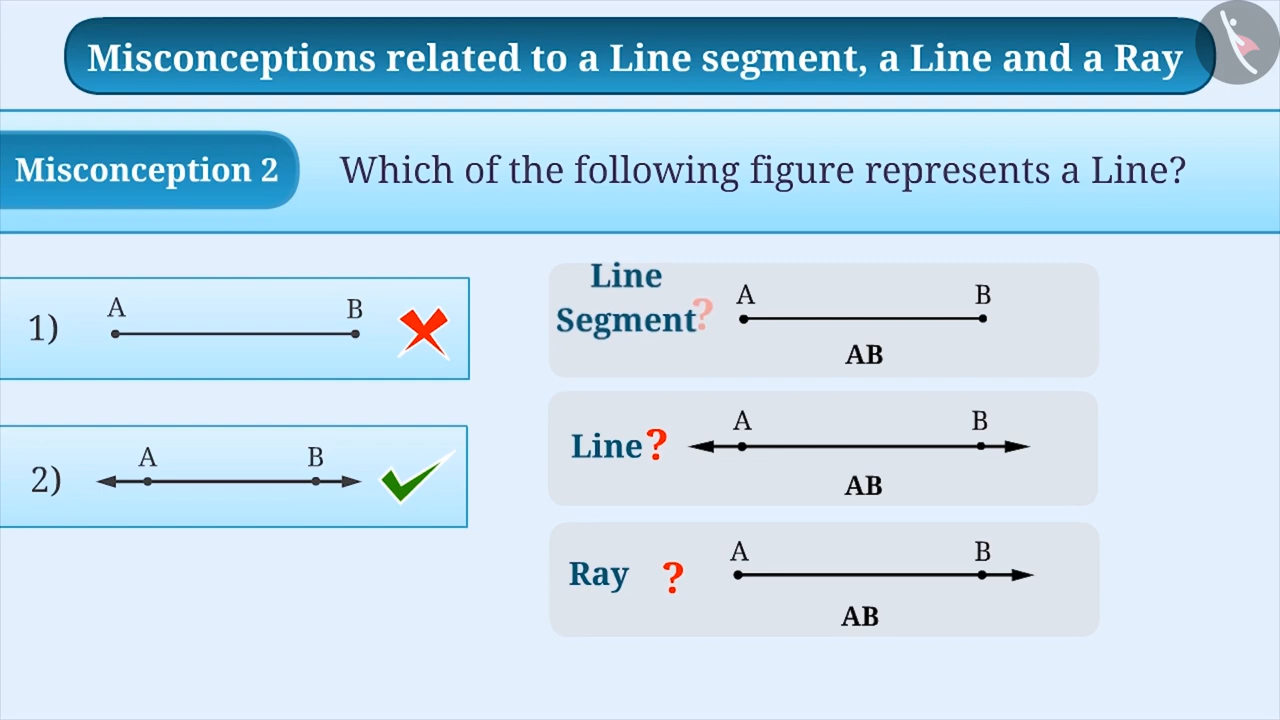 Misconceptions related to a Line segment, a Line and a Ray
Misconception 2
Which of the following figure represents a Line?
1)
A
B
2)
A
B
Line
Segment?
A
B
AB
Line?
A
B
AB
Ray ?
A
B
AB